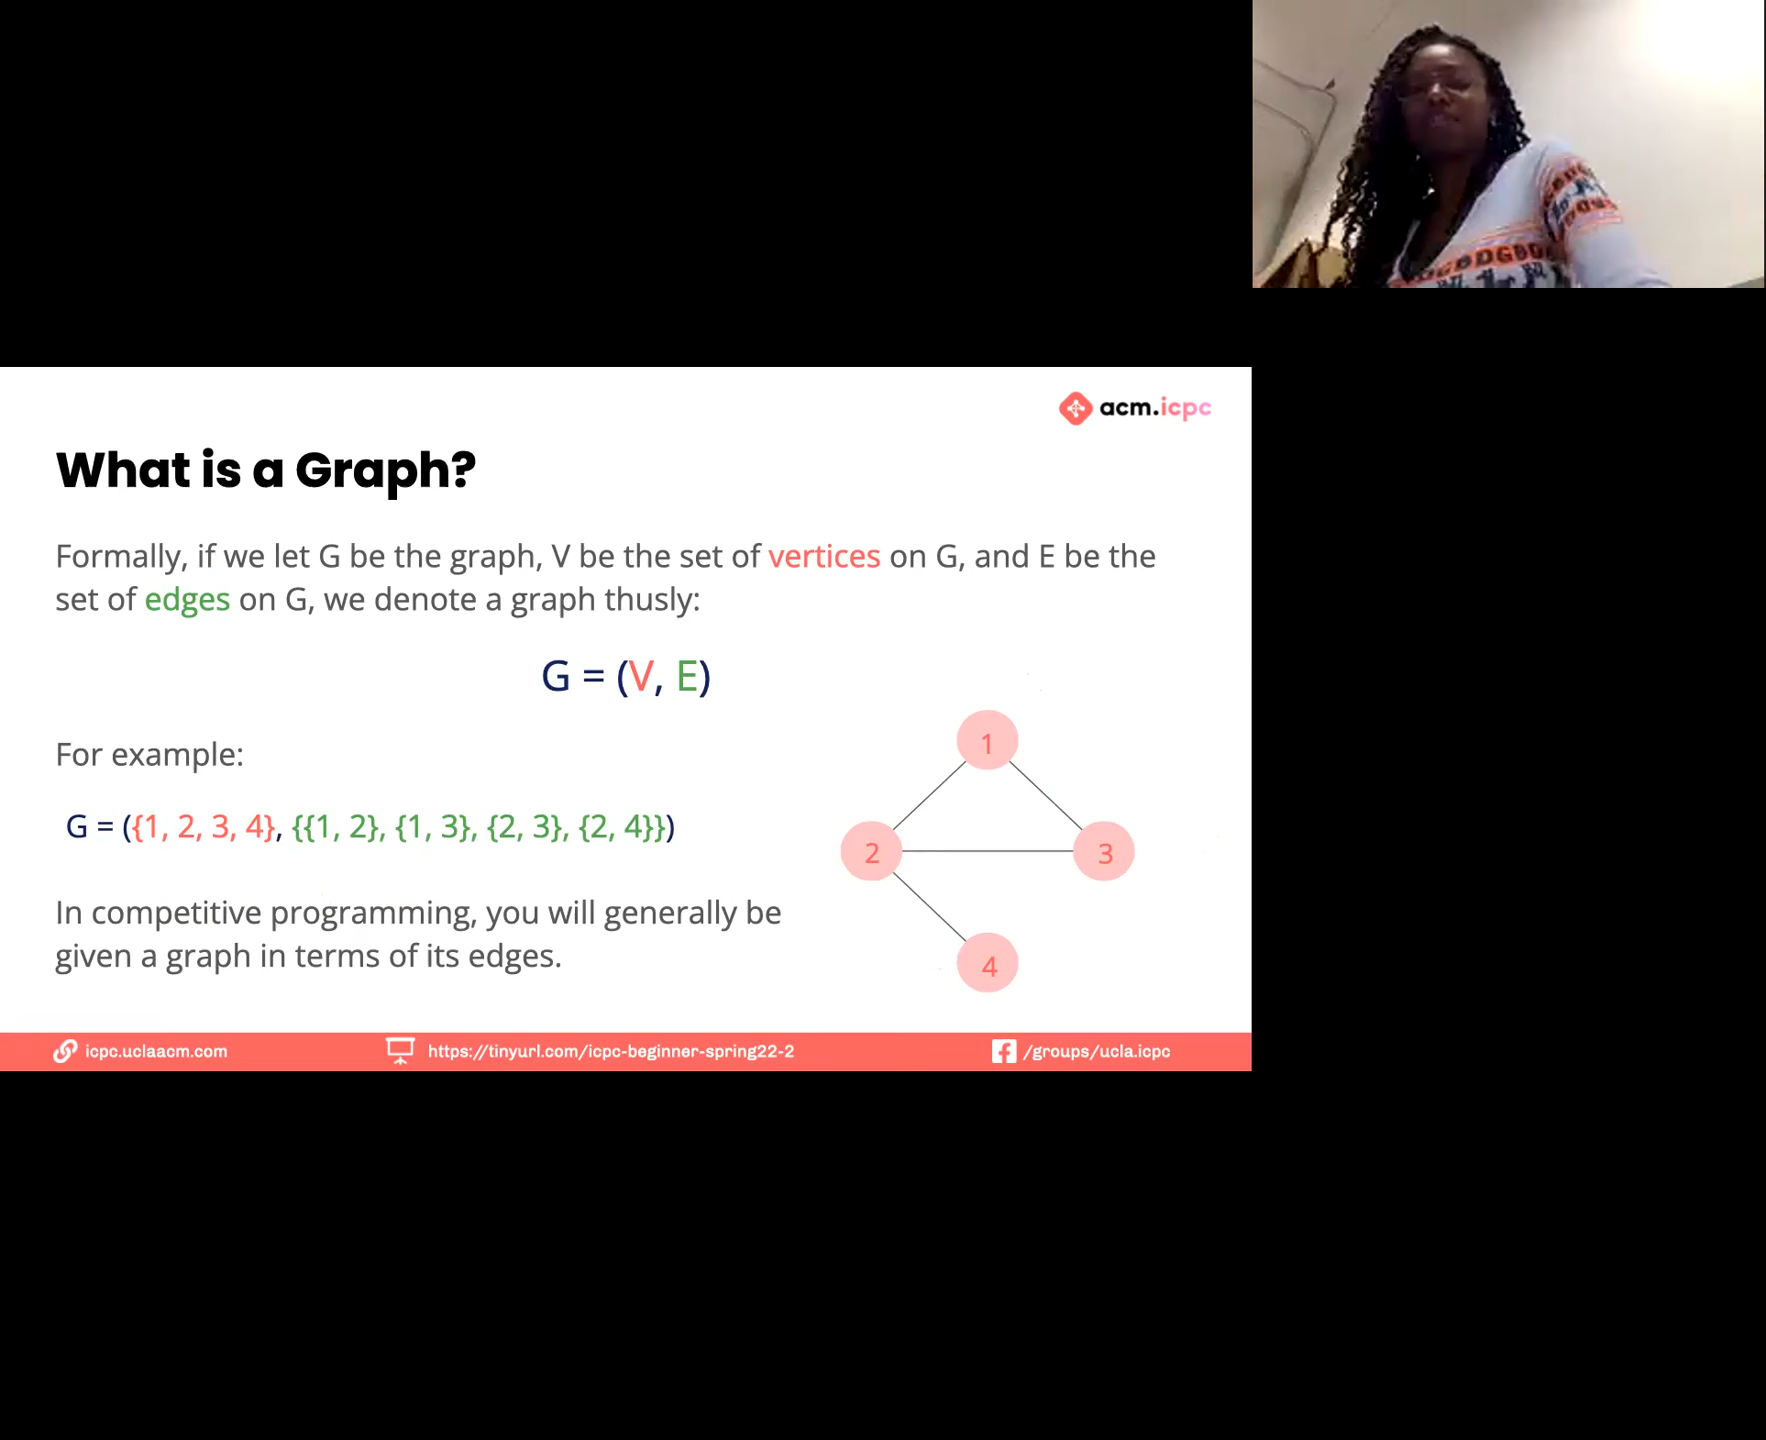 acm.icpc
What is a Graph?
Formally, if we let G be the graph, V be the set of vertices on G, and E be the
set of edges on G, we denote a graph thusly:
G = (V, E)
For example:
G = ({1, 2, 3, 4}, {{1, 2}, {1, 3}, {2, 3}, {2, 4}})
In competitive programming, you will generally be
given a graph in terms of its edges.
1
2
3
4
icpc.uclaacm.com
https://tinyurl.com/icpc-beginner-spring22-2
/groups/ucla.icpc